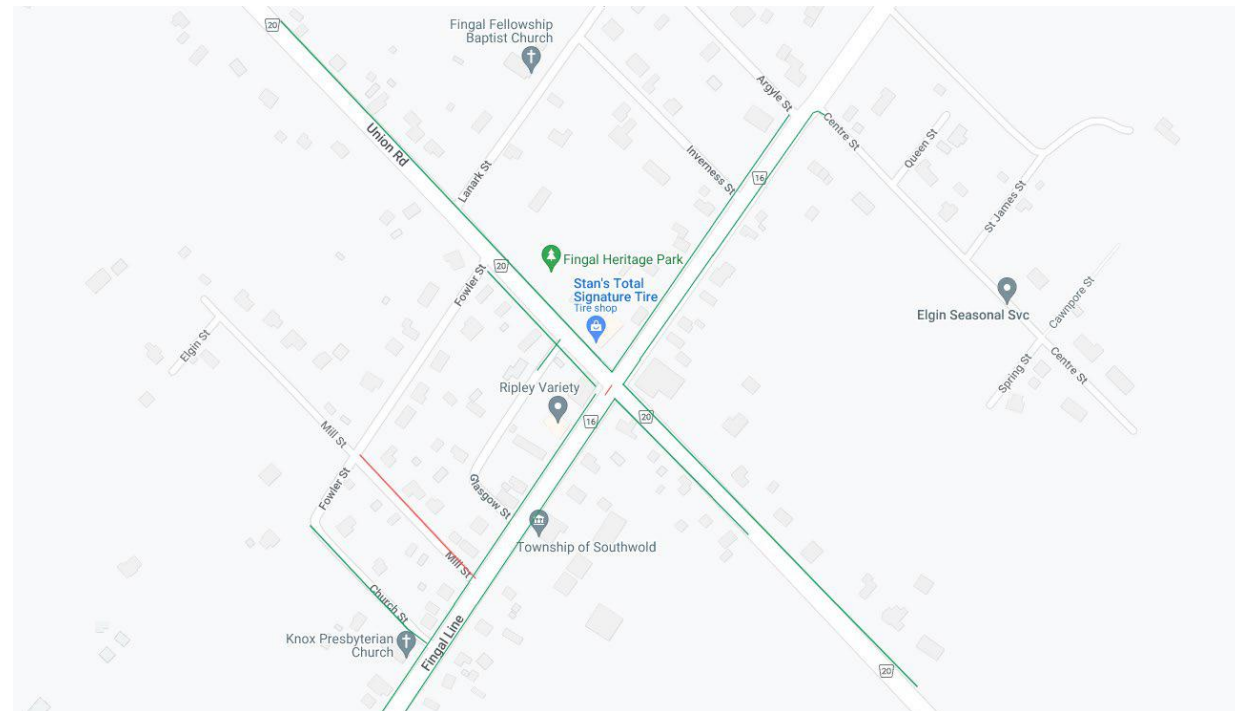 20
Fingal Fellowship
Baptist Church
Argyle St
Centre St
Union Rd
Queen St
Inverness St
Lanark St
16
St James St
Fingal Heritage Park
20
Fowler St
Stan's Total
Signature Tire
Tire shop
Elgin Seasonal Svc
Cawnpore St
Elgin St
Spring St
Centre St
Ripley Variety
16
20
Mill St
Fowler St
Glasgow St
Township of Southwold
Mill St
Church St
Knox Presbyterian
Church
Fingal Line
20